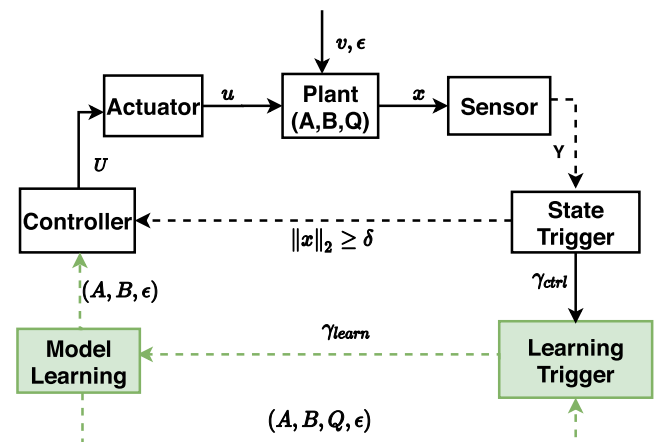 v, ϵ
Actuator
u
Plant
(A,B,Q)
x
Sensor
U
Y
Controller
‖x‖₂ ≥ δ
State
Trigger
(A, B, ϵ)
γctrl
Model
Learning
γlearn
Learning
Trigger
(A, B, Q, ϵ)